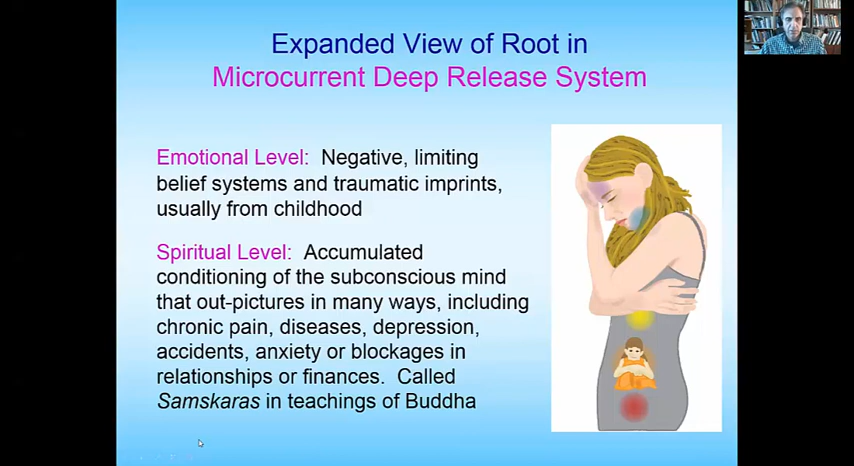 Expanded View of Root in
Microcurrent Deep Release System
Emotional Level: Negative, limiting
belief systems and traumatic imprints,
usually from childhood
Spiritual Level: Accumulated
conditioning of the subconscious mind
that out-pictures in many ways, including
chronic pain, diseases, depression,
accidents, anxiety or blockages in
relationships or finances. Called
Samskaras in teachings of Buddha